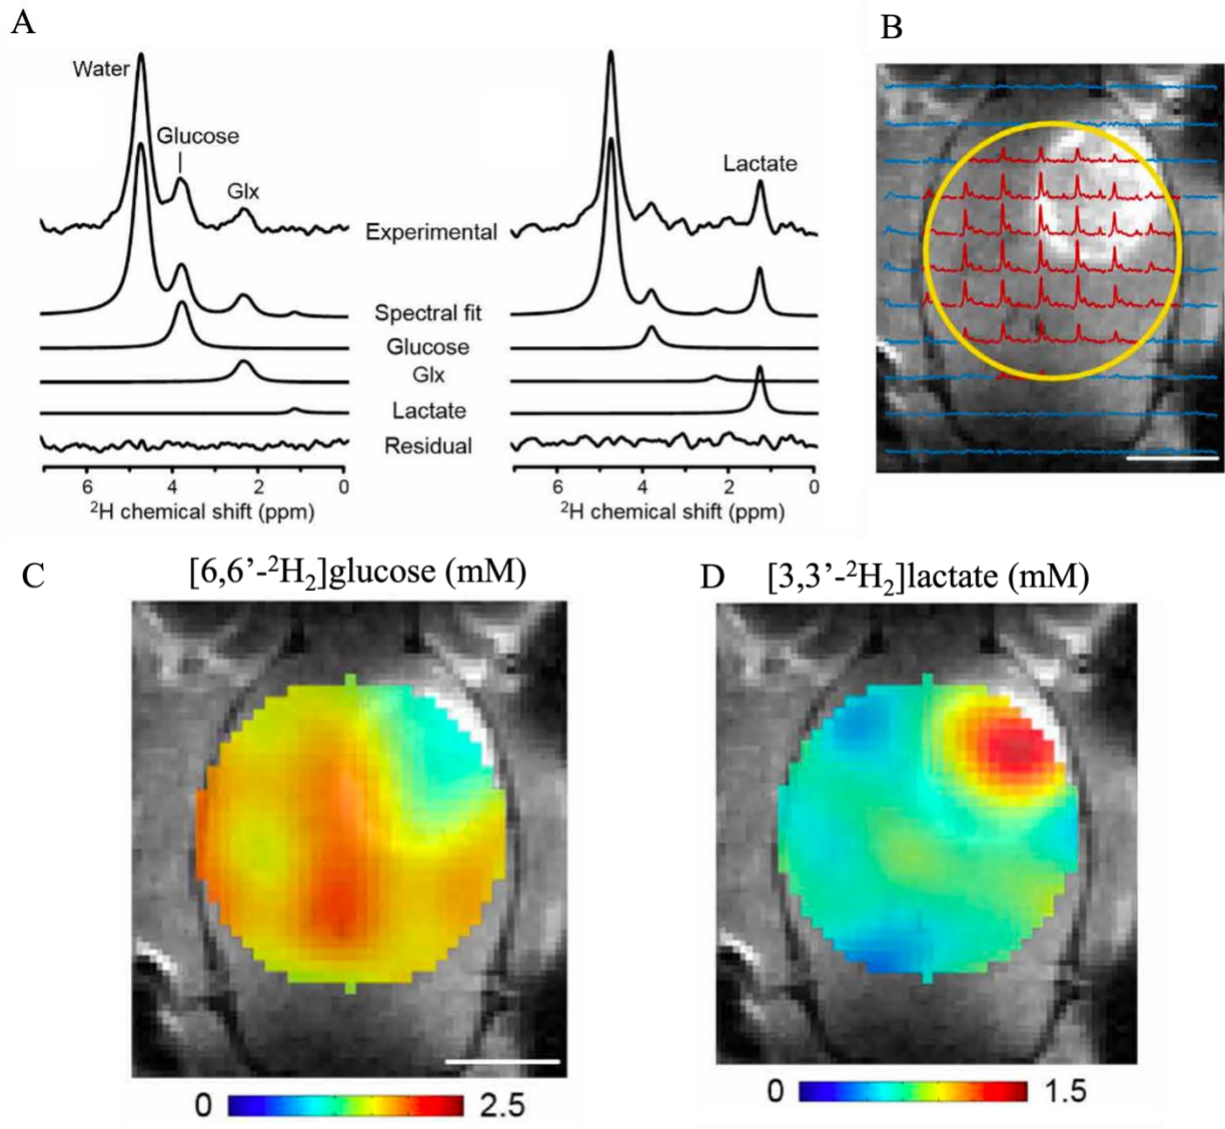 A
Water
Glucose
Glx
Lactate
Experimental
Spectral fit
Glucose
Glx
Lactate
Residual
6 4 2 0
²H chemical shift (ppm)
6 4 2 0
²H chemical shift (ppm)
B
C [6,6’-²H₂]glucose (mM)
0 2.5
D [3,3’-²H₂]lactate (mM)
0 1.5